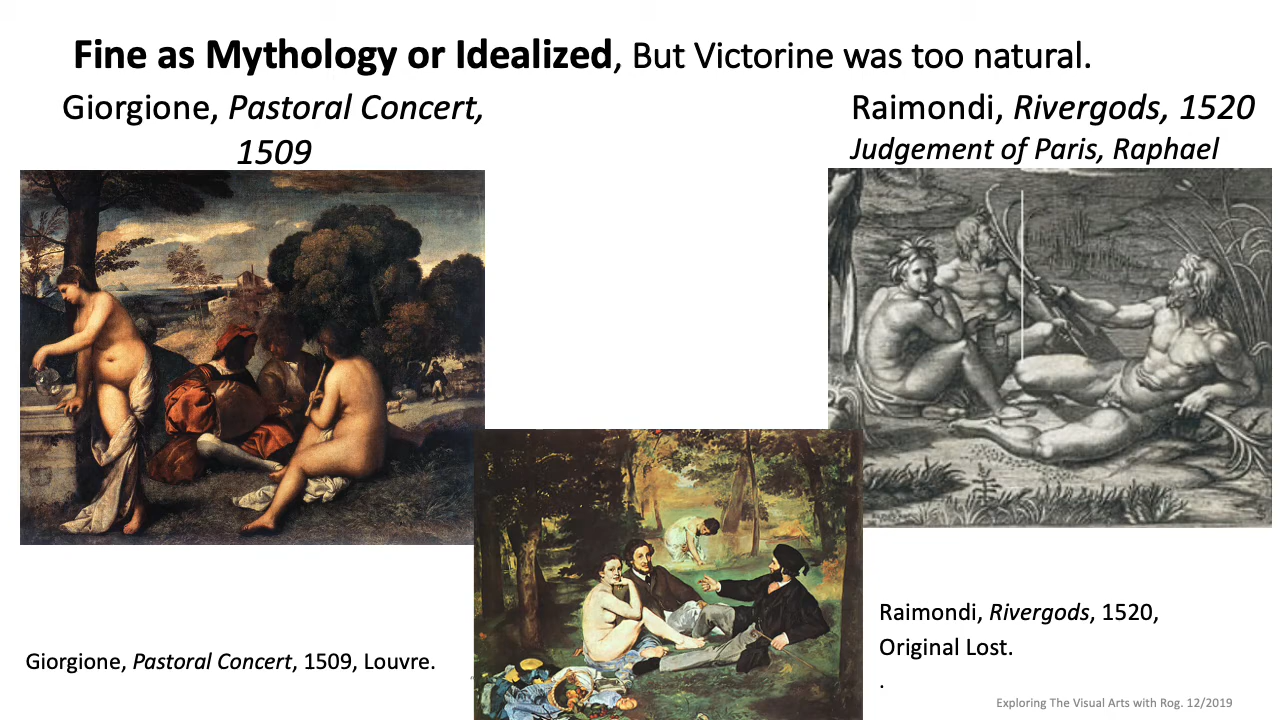 Fine as Mythology or Idealized, But Victorine was too natural.
Giorgione, Pastoral Concert,
1509
Raimondi, Rivergods, 1520
Judgement of Paris, Raphael
Raimondi, Rivergods, 1520,
Original Lost.
.
Giorgione, Pastoral Concert, 1509, Louvre.
Exploring The Visual Arts with Rog. 12/2019